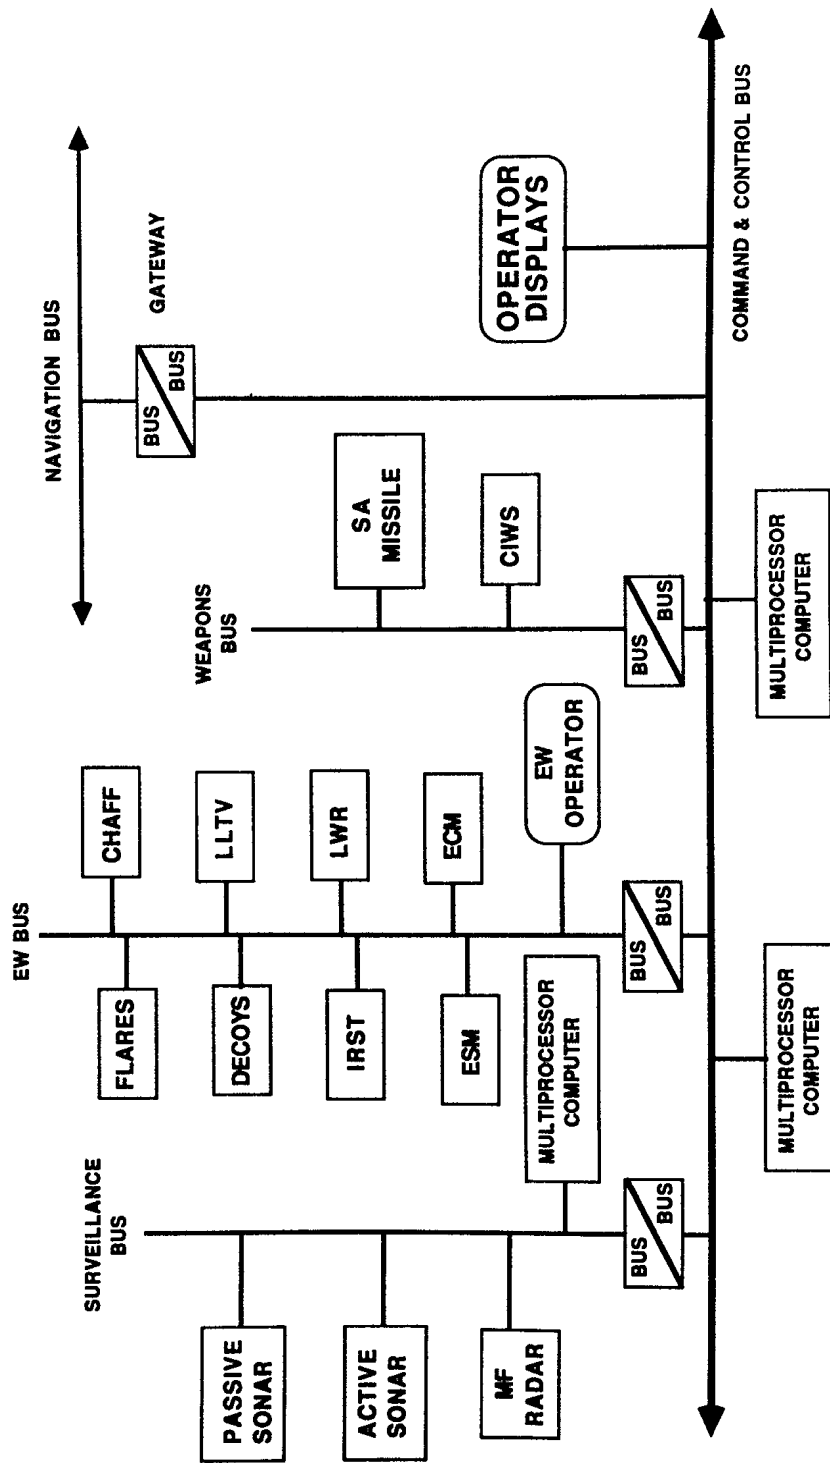 NAVIGATION BUS
BUS
BUS
GATEWAY
EW BUS
CHAFF
FLARES
LLTV
DECOYS
LWR
IRST
ECM
ESM
EW
OPERATOR
BUS
BUS
WEAPONS
BUS
SA
MISSILE
CIWS
BUS
BUS
OPERATOR
DISPLAYS
SURVEILLANCE
BUS
PASSIVE
SONAR
ACTIVE
SONAR
MF
RADAR
MULTIPROCESSOR
COMPUTER
BUS
BUS
COMMAND & CONTROL BUS
MULTIPROCESSOR
COMPUTER
MULTIPROCESSOR
COMPUTER